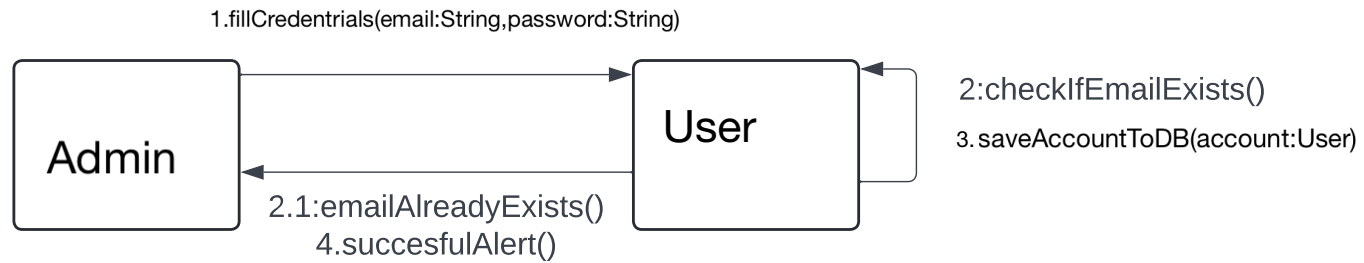 1.fillCredentrials(email:String,password:String)
Admin
User
2:checkIfEmailExists()
3. saveAccountToDB(account:User)
2.1:emailAlreadyExists()
4.succesfulAlert()